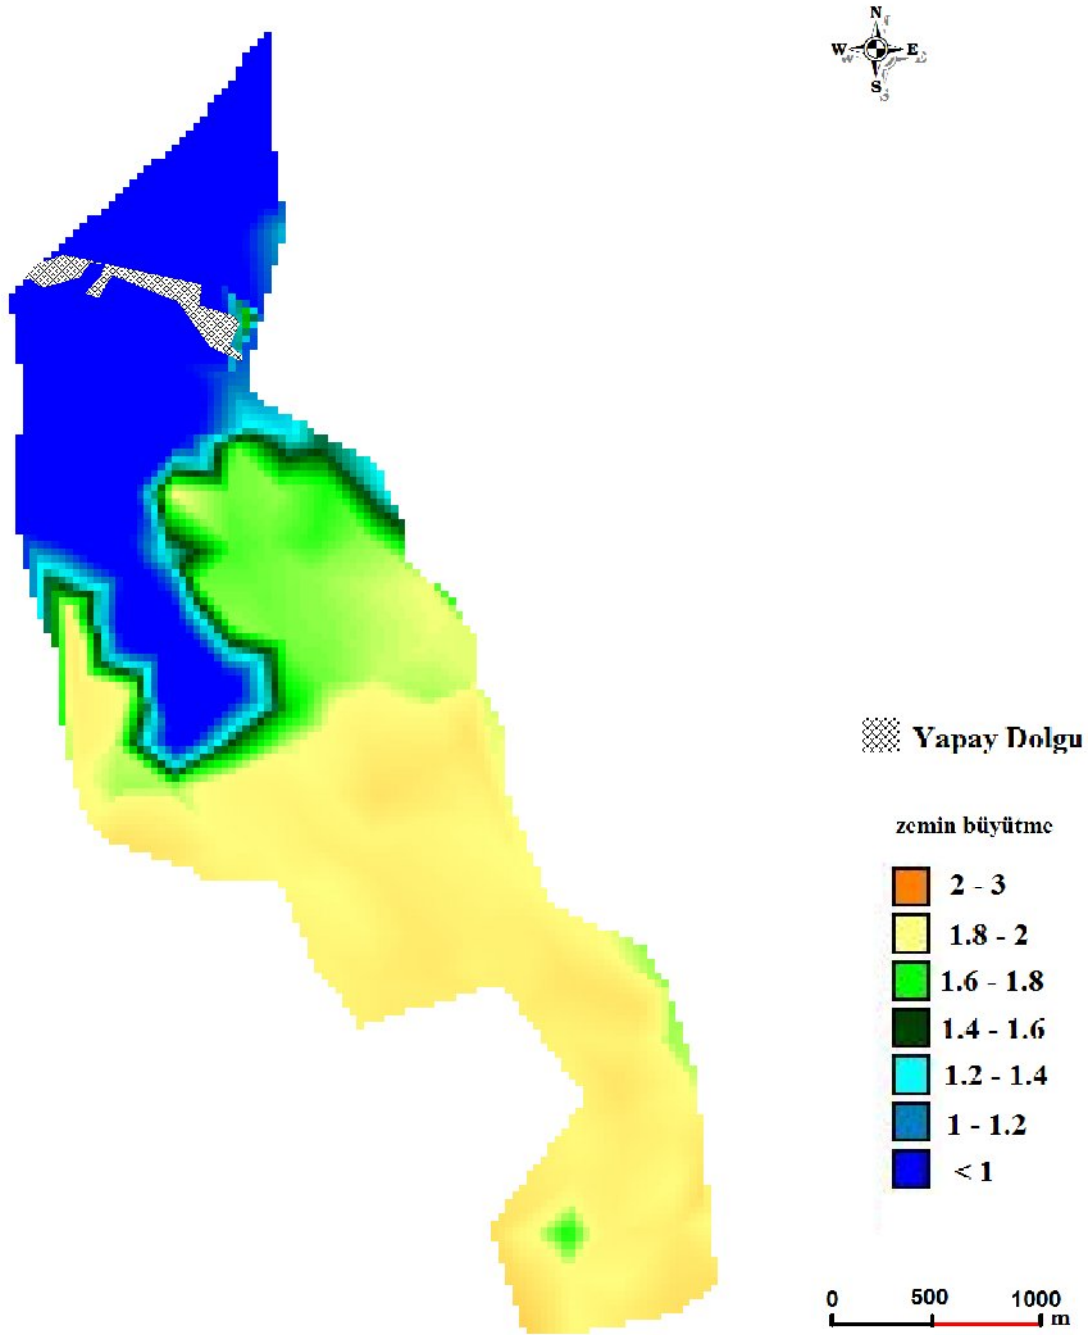 N
W E
S
Yapay Dolgu
zemin büyütme
2 - 3
1.8 - 2
1.6 - 1.8
1.4 - 1.6
1.2 - 1.4
1 - 1.2
< 1
0 500 1000
m